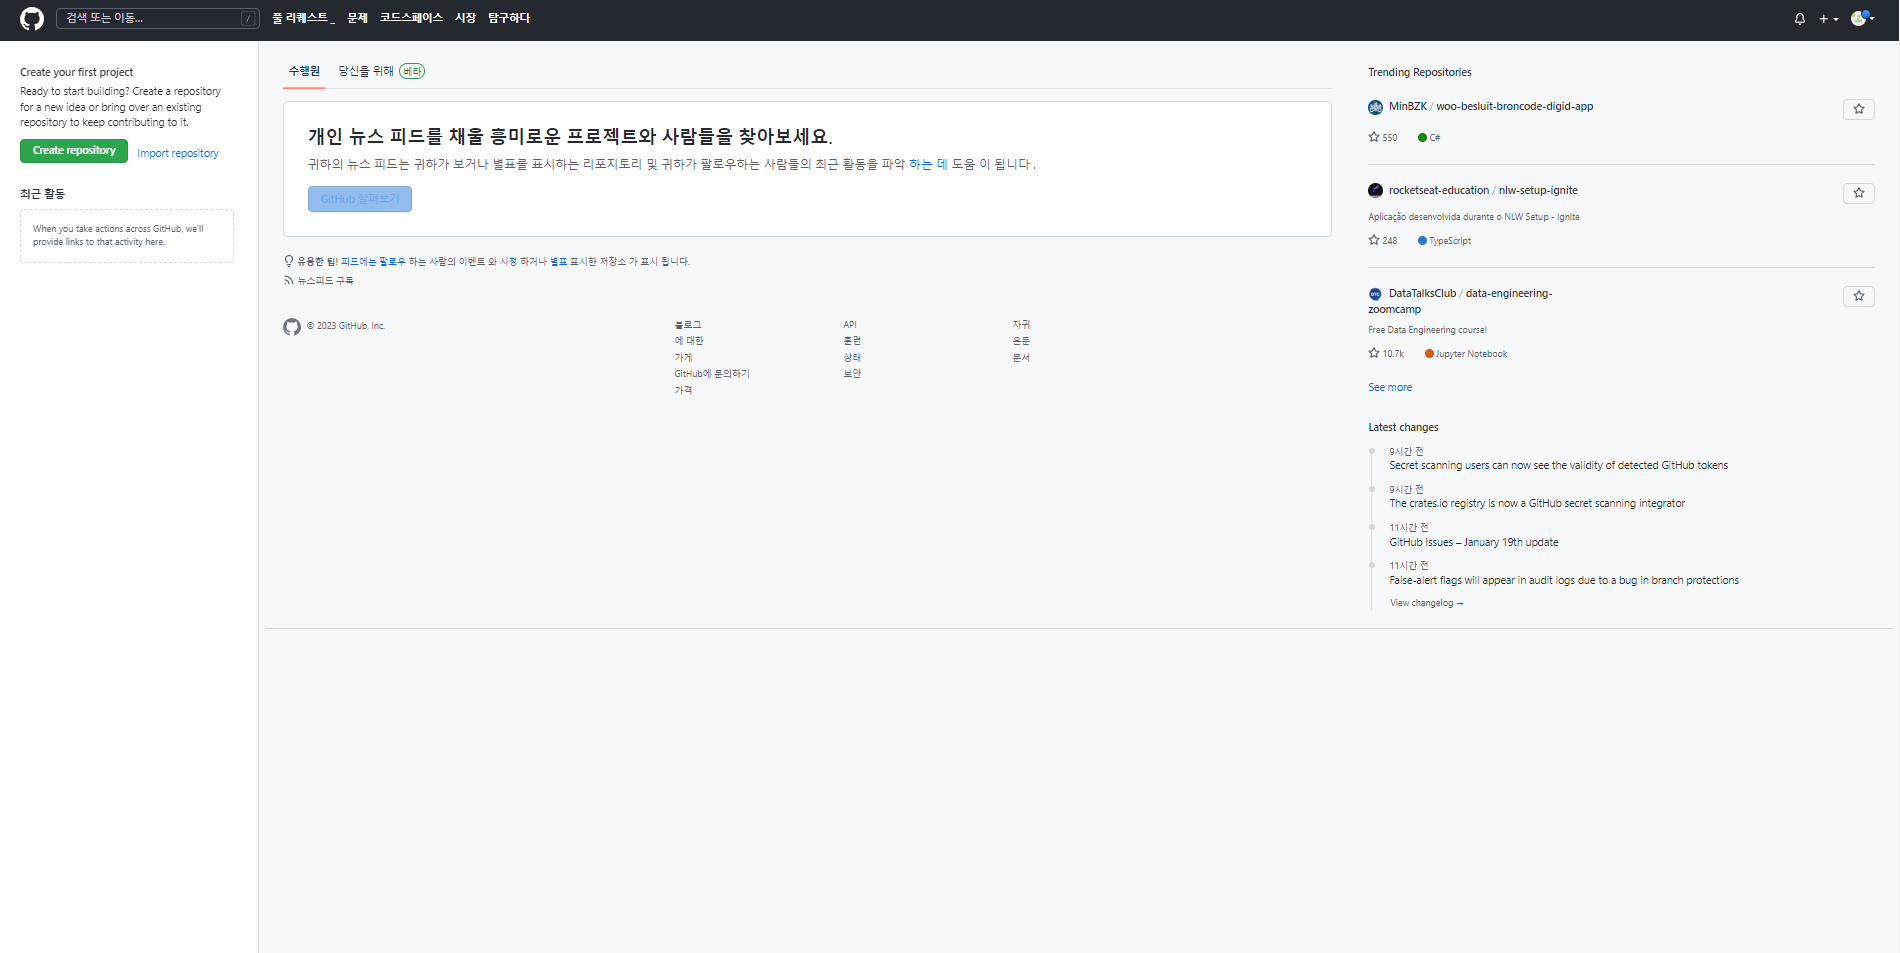 검색 또는 이동...
/
풀 리퀘스트_ 문제 코드스페이스 시장 탐구하다
Create your first project
Ready to start building? Create a repository
for a new idea or bring over an existing
repository to keep contributing to it.
Create repository Import repository
최근 활동
When you take actions across GitHub, we'll
provide links to that activity here.
수행원 당신을 위해 베타
개인 뉴스 피드를 채울 흥미로운 프로젝트와 사람들을 찾아보세요.
귀하의 뉴스 피드는 귀하가 보거나 별표를 표시하는 리포지토리 및 귀하가 팔로우하는 사람들의 최근 활동을 파악 하는 데 도움 이 됩니다 .
GitHub 살펴보기
유용한 팁! 피드에는 팔로우 하는 사람의 이벤트 와 시청 하거나 별표 표시한 저장소 가 표시 됩니다.
뉴스피드 구독
© 2023 GitHub, Inc.
블로그
에 대한
가게
GitHub에 문의하기
가격
API
훈련
상태
보안
자귀
은둔
문서
Trending Repositories
MinBZK / woo-besluit-broncode-digid-app
550 C#
rocketseat-education / nlw-setup-ignite
Aplicação desenvolvida durante o NLW Setup - Ignite
248 TypeScript
DataTalksClub / data-engineering-
zoomcamp
Free Data Engineering course!
10.7k Jupyter Notebook
See more
Latest changes
9시간 전
Secret scanning users can now see the validity of detected GitHub tokens
9시간 전
The crates.io registry is now a GitHub secret scanning integrator
11시간 전
GitHub Issues – January 19th update
11시간 전
False-alert flags will appear in audit logs due to a bug in branch protections
View changelog →